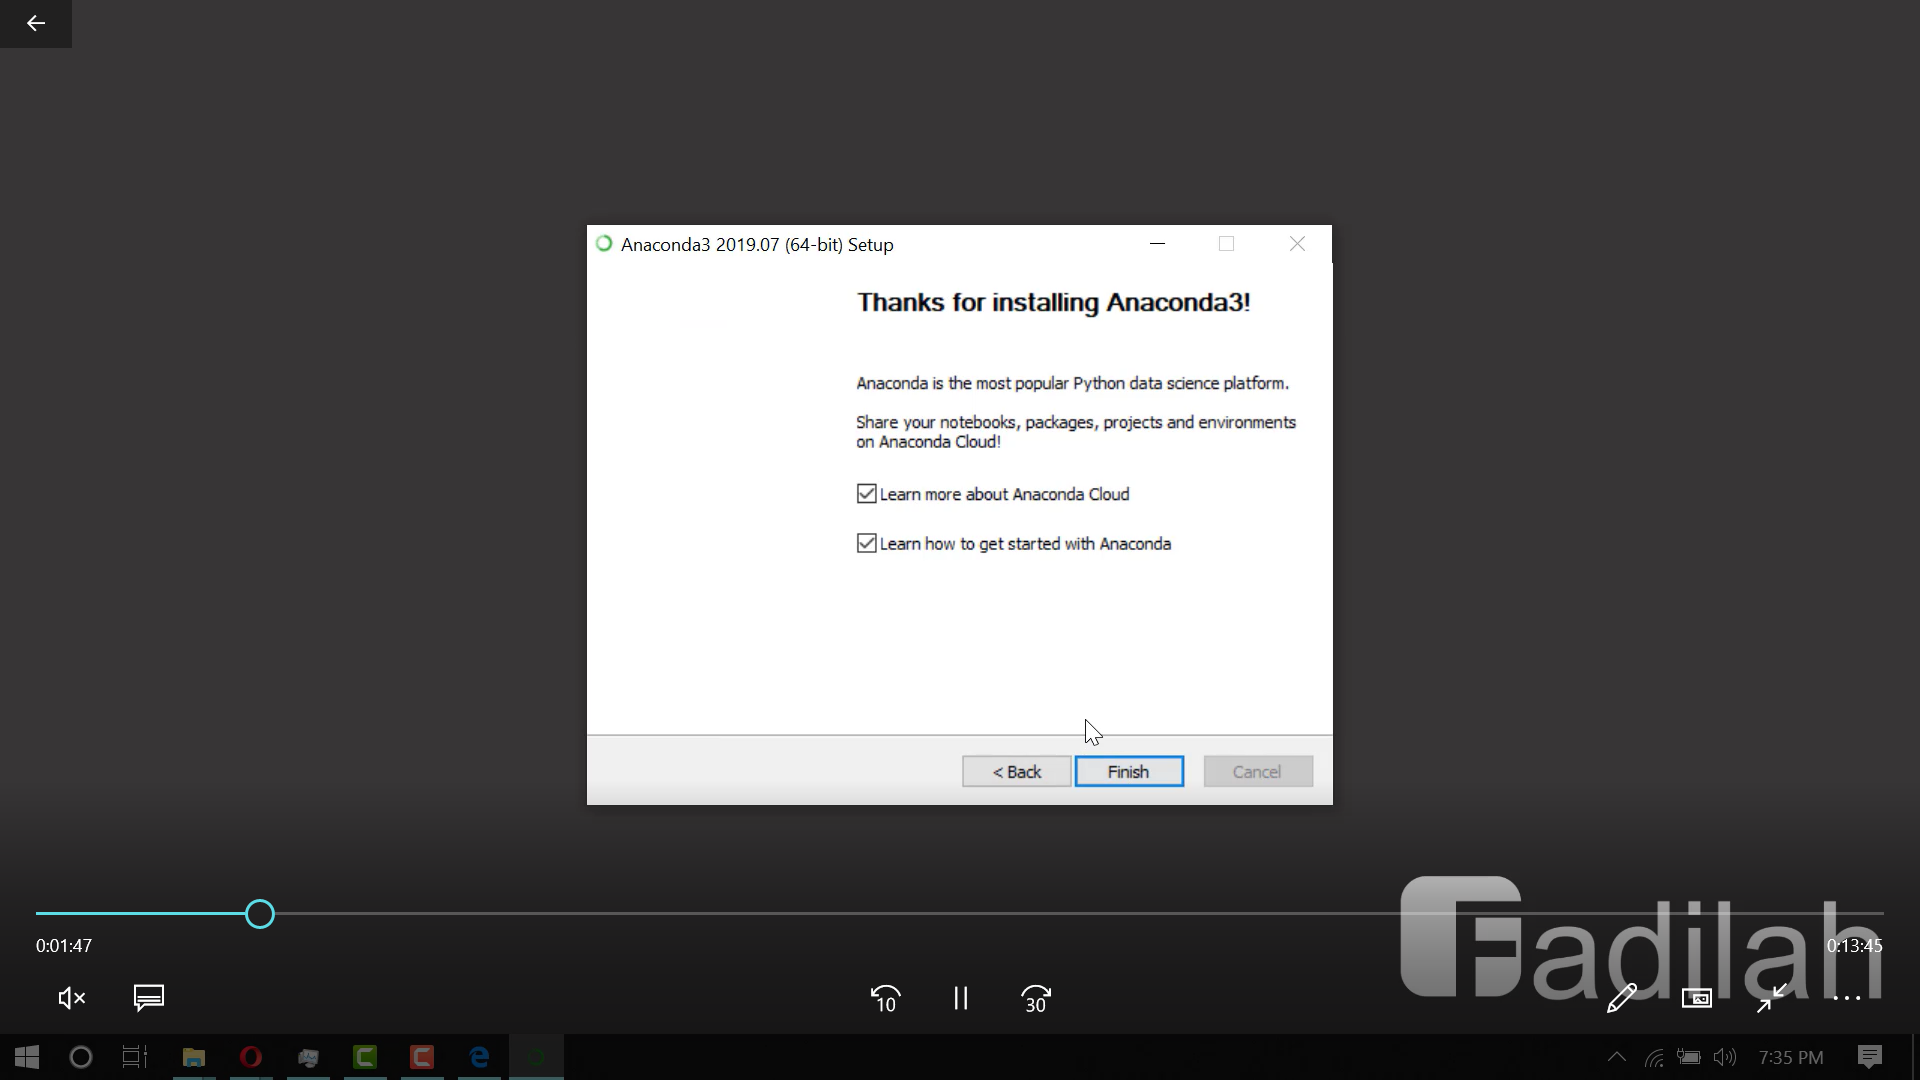 Anaconda3 2019.07 (64-bit) Setup
Thanks for installing Anaconda3!
Anaconda is the most popular Python data science platform.
Share your notebooks, packages, projects and environments
on Anaconda Cloud!
Learn more about Anaconda Cloud
Learn how to get started with Anaconda
< Back
Finish
Cancel
Fadilah
0:01:47
0:13:45
10
30
7:35 PM